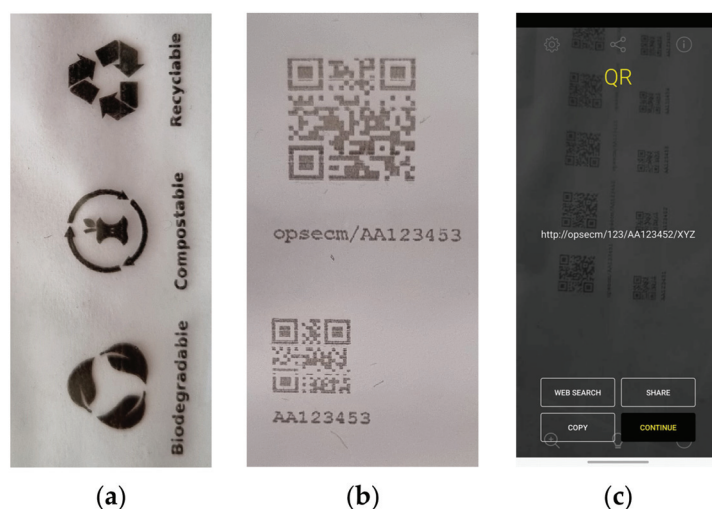 Recyclable
Compostable
Biodegradable
(a)
opsecm/AA123453
AA123453
(b)
QR
http://opsecm/123/AA123452/XYZ
WEB SEARCH
SHARE
COPY
CONTINUE
(c)